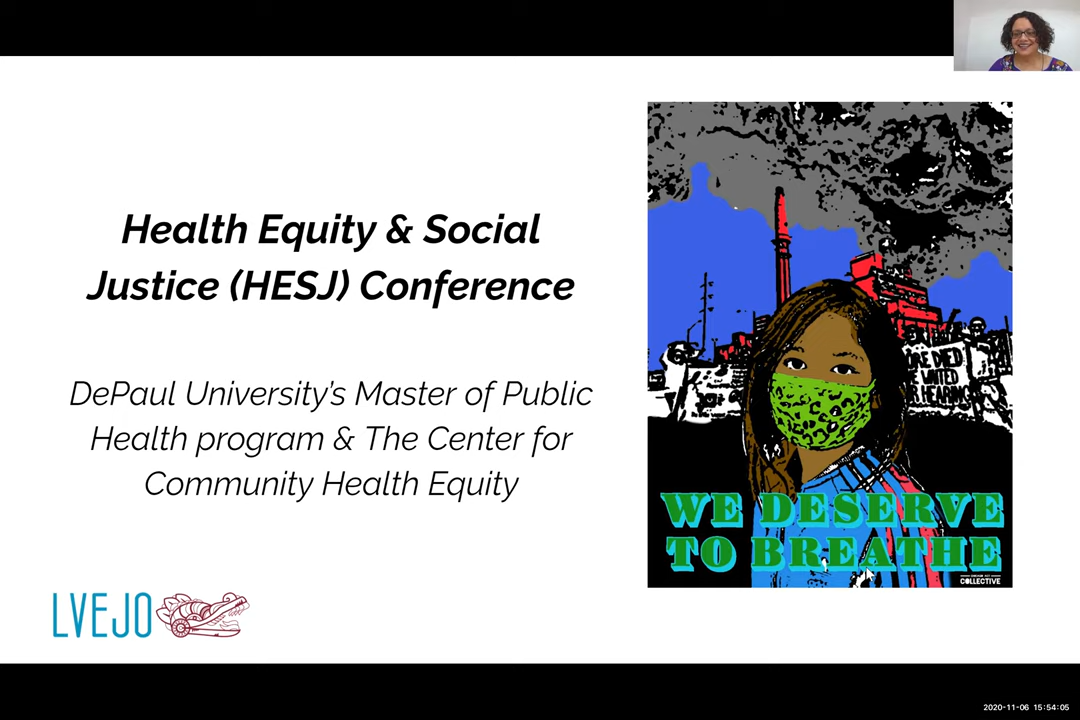 Health Equity & Social
Justice (HESJ) Conference
DePaul University's Master of Public
Health program & The Center for
Community Health Equity
LVEJO
WE DESERVE
TO BREATHE
COLLECTIVE
2020-11-06 15:54:05